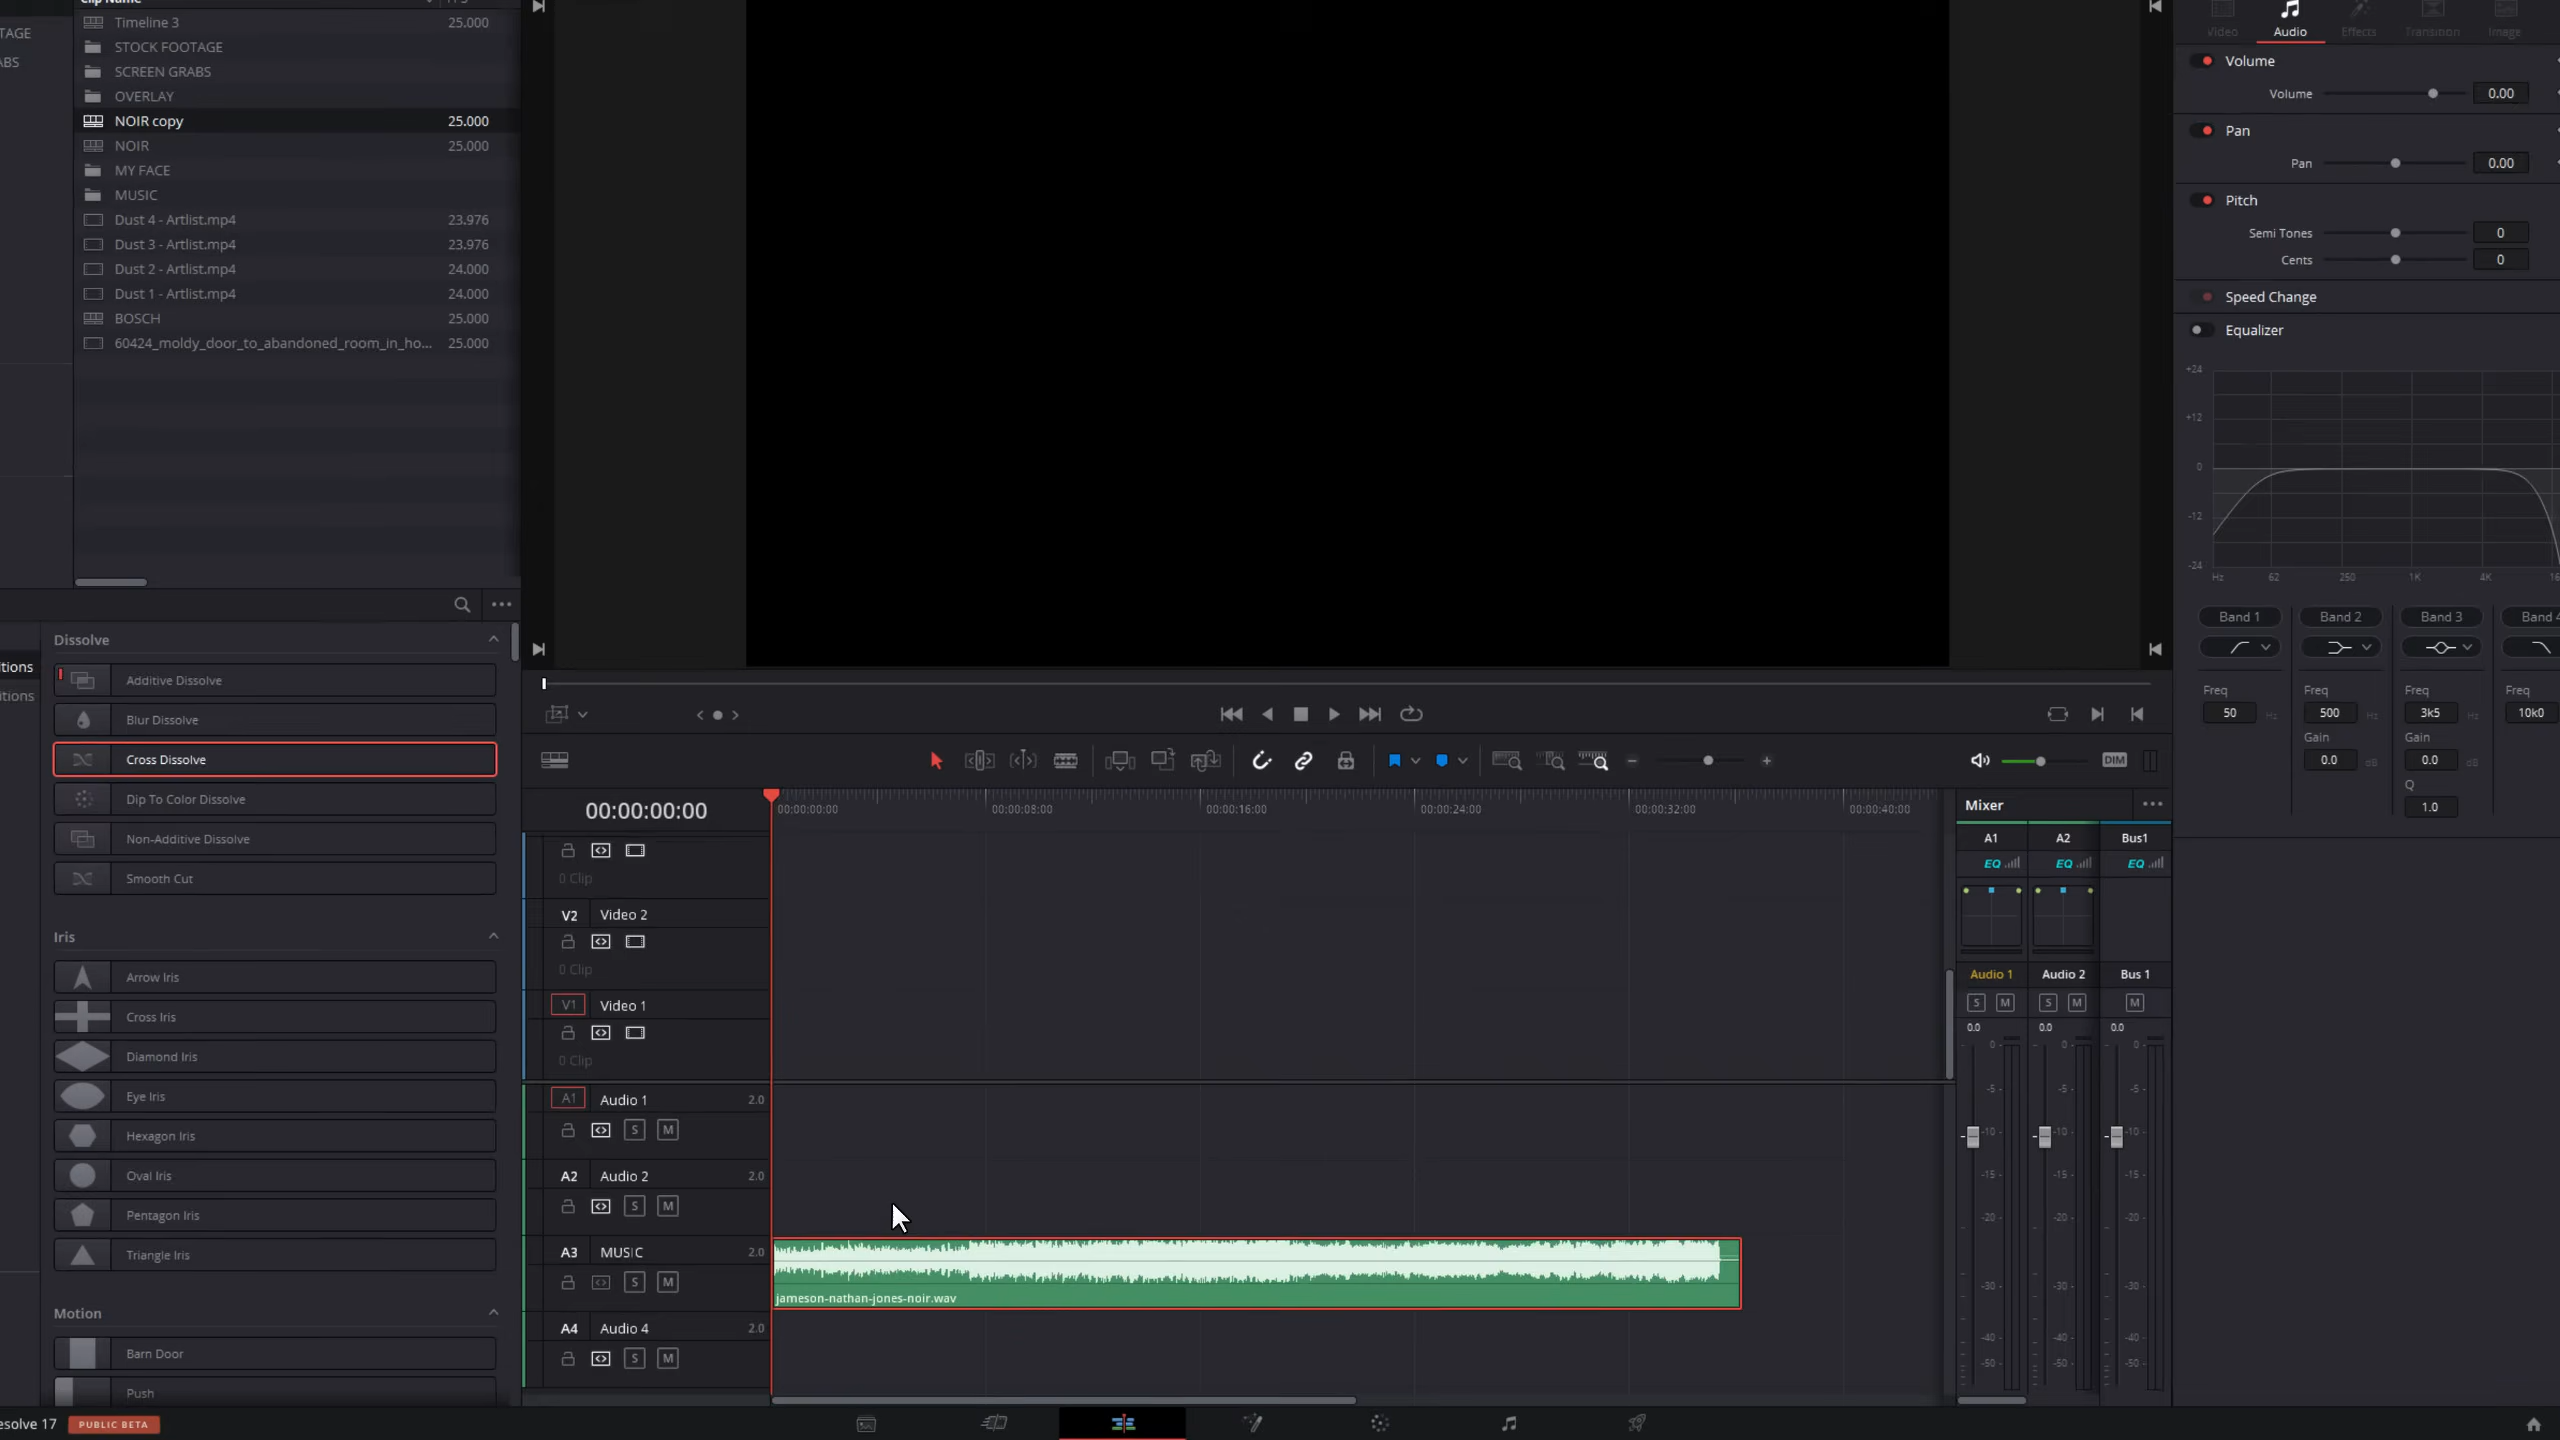 Clip Name
FPS
TAGE
ABS
Timeline 3 25.000
STOCK FOOTAGE
SCREEN GRABS
OVERLAY
NOIR copy 25.000
NOIR 25.000
MY FACE
MUSIC
Dust 4 - Artlist.mp4 23.976
Dust 3 - Artlist.mp4 23.976
Dust 2 - Artlist.mp4 24.000
Dust 1 - Artlist.mp4 24.000
BOSCH 25.000
60424_moldy_door_to_abandoned_room_in_ho... 25.000
tions
itions
Dissolve
Additive Dissolve
Blur Dissolve
Cross Dissolve
Dip To Color Dissolve
Non-Additive Dissolve
Smooth Cut
Iris
Arrow Iris
Cross Iris
Diamond Iris
Eye Iris
Hexagon Iris
Oval Iris
Pentagon Iris
Triangle Iris
Motion
Barn Door
Push
esolve 17 PUBLIC BETA
00:00:00:00
00:00:00:00 00:00:08:00 00:00:16:00 00:00:24:00 00:00:32:00 00:00:40:00
0 Clip
V2 Video 2
0 Clip
V1 Video 1
0 Clip
A1 Audio 1 2.0
S M
A2 Audio 2 2.0
S M
A3 MUSIC 2.0
S M
jameson-nathan-jones-noir.wav
A4 Audio 4 2.0
S M
DIM
Mixer
A1 A2 Bus1
EQ EQ EQ
Audio 1 Audio 2 Bus 1
S M S M M
0.0 0.0 0.0
0 0 0
-5 -5 -5
-10 -10 -10
-15 -15 -15
-20 -20 -20
-30 -30 -30
-40 -40 -40
-50 -50 -50
Video Audio Effects Transition Image
Volume
Volume 0.00
Pan
Pan 0.00
Pitch
Semi Tones 0
Cents 0
Speed Change
Equalizer
+24
+12
0
-12
-24
Hz 62 250 1K 4K 16
Band 1 Band 2 Band 3 Band 4
Freq Freq Freq Freq
50 Hz 500 Hz 3k5 Hz 10k0
Gain Gain
0.0 dB 0.0 dB
Q
1.0